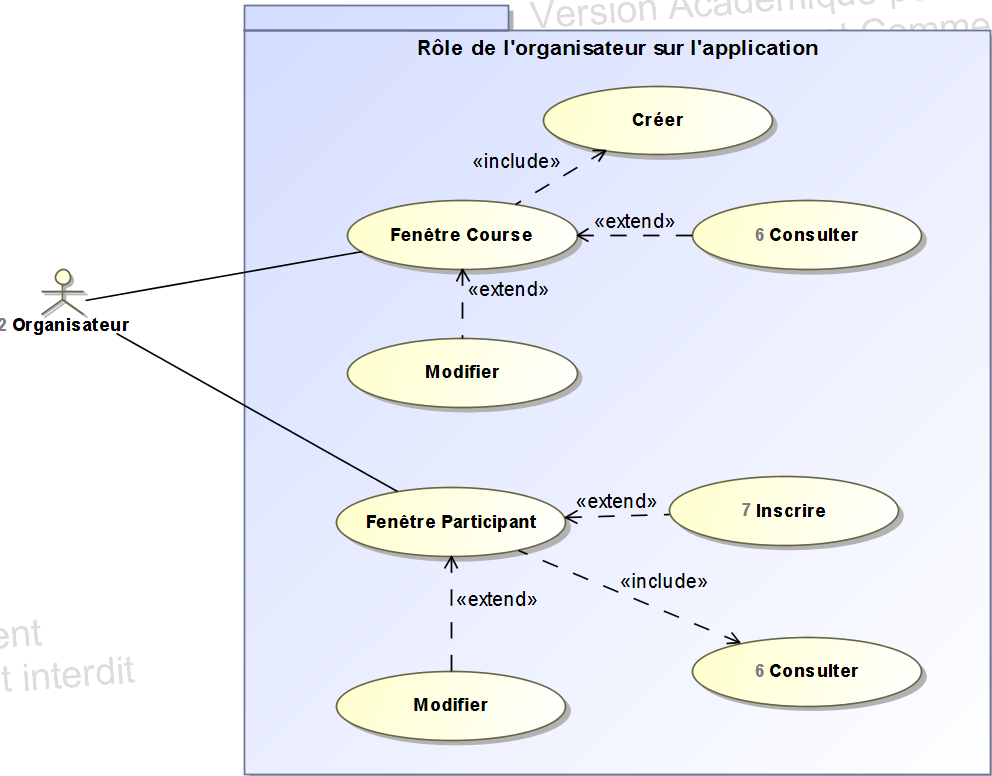 Version Académique p
t Comme
Rôle de l'organisateur sur l'application
Créer
«include»
Fenêtre Course
«extend»
6 Consulter
«extend»
2 Organisateur
Modifier
Fenêtre Participant
«extend»
7 Inscrire
«include»
«extend»
6 Consulter
Modifier
ent
t interdit